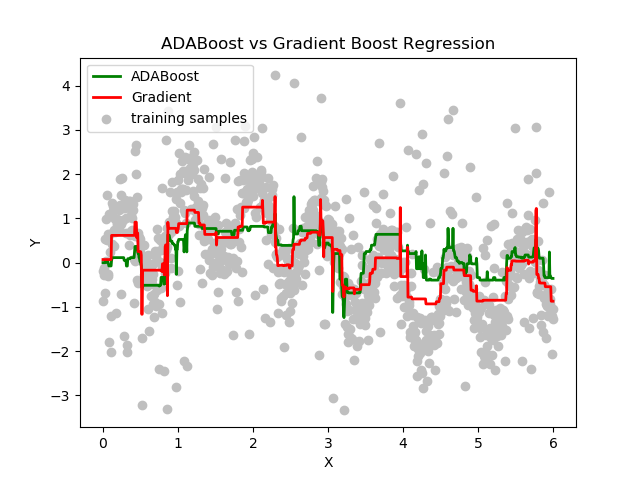 ADABoost vs Gradient Boost Regression
ADABoost
Gradient
training samples
Y
4
3
2
1
0
−1
−2
−3
0 1 2 3 4 5 6
X